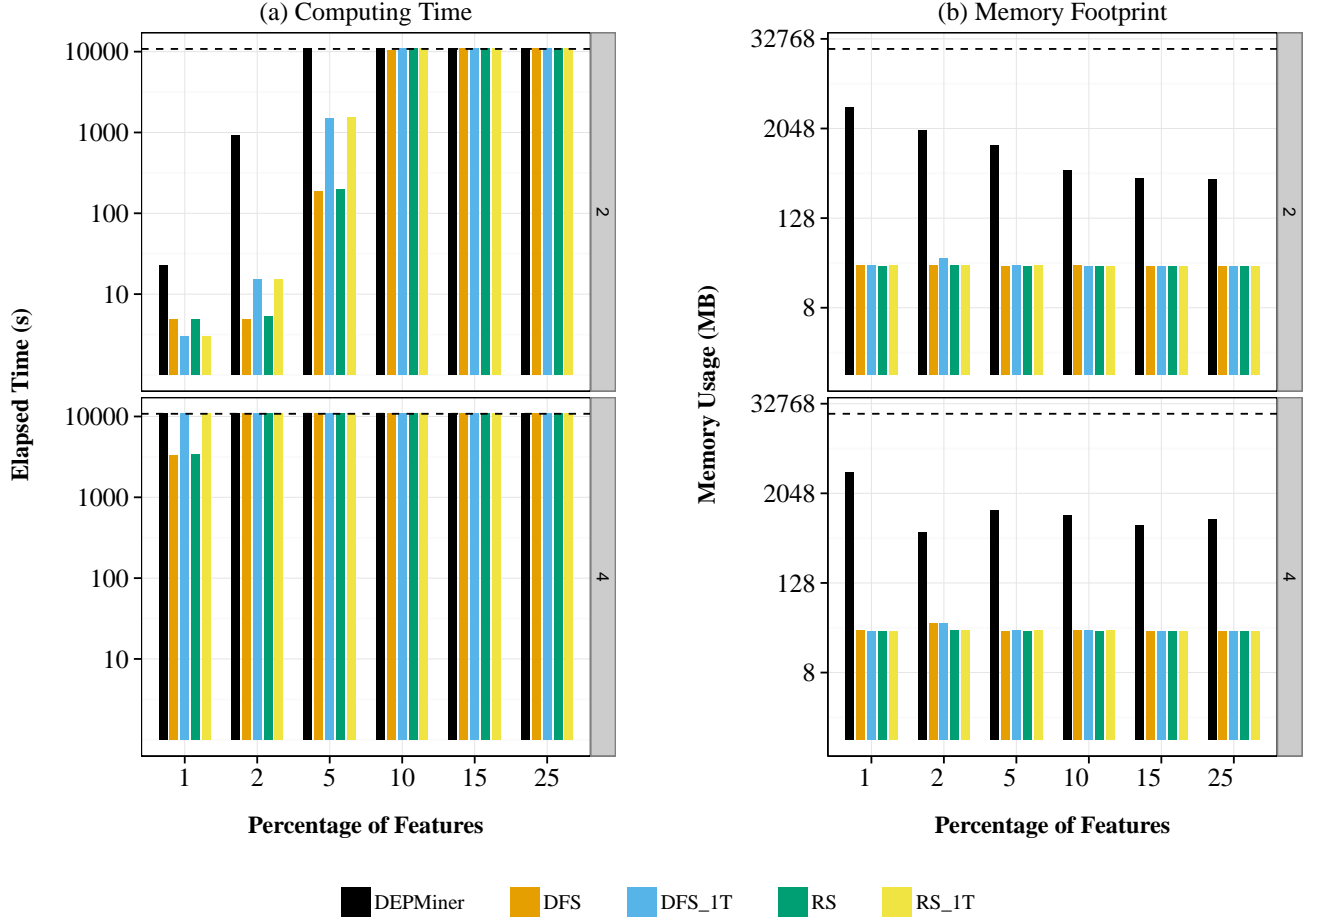 (a) Computing Time
(b) Memory Footprint
Elapsed Time (s)
10000
1000
100
10
2
10000
1000
100
10
4
1 2 5 10 15 25
Percentage of Features
Memory Usage (MB)
32768
2048
128
8
2
32768
2048
128
8
4
1 2 5 10 15 25
Percentage of Features
DEPMiner DFS DFS_1T RS RS_1T